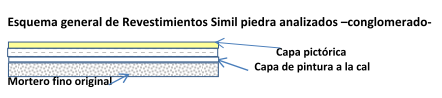 Esquema general de Revestimientos Simil piedra analizados –conglomerado-
Capa pictórica
Capa de pintura a la cal
Mortero fino original